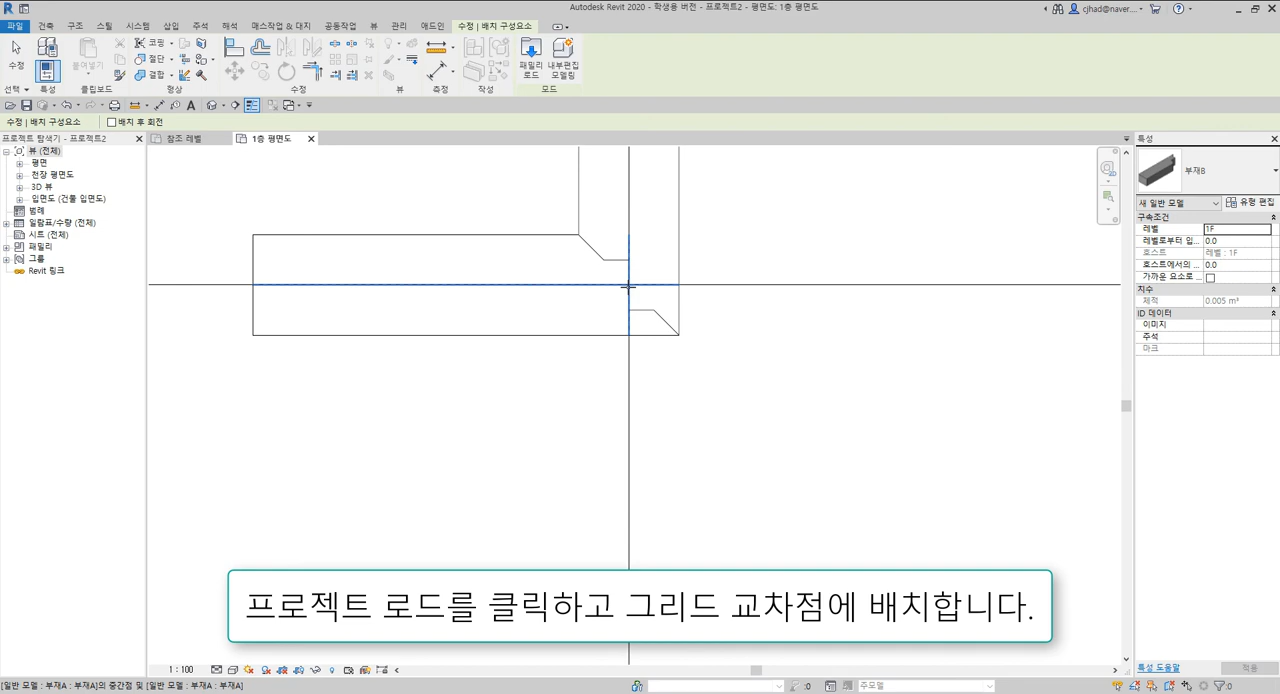 Autodesk Revit 2020 - 학생용 버전 - 프로젝트2 - 평면도: 1층 평면도
cjhad@naver....
파일 건축 구조 스틸 시스템 삽입 주석 해석 매스작업 & 대지 공동작업 뷰 관리 애드인 수정 | 배치 구성요소
수정
붙여넣기
코핑
절단
결합
패밀리 로드
내부편집 모델링
선택 특성 클립보드 형상 수정 뷰 측정 작성 모드
수정 | 배치 구성요소 배치 후 회전
프로젝트 탐색기 - 프로젝트2
참조 레벨
1층 평면도
특성
뷰 (전체)
평면
천장 평면도
3D 뷰
입면도 (건물 입면도)
범례
일람표/수량 (전체)
시트 (전체)
패밀리
그룹
Revit 링크
부재B
새 일반 모델 유형 편집
구속조건
레벨 1F
레벨로부터 입... 0.0
호스트 레벨 : 1F
호스트에서의 ... 0.0
가까운 요소로 ...
치수
체적 0.005 m³
ID 데이터
이미지
주석
마크
2D
프로젝트 로드를 클릭하고 그리드 교차점에 배치합니다.
1 : 100
특성 도움말 적용
[일반 모델 : 부재A : 부재A]의 중간점 및 [일반 모델 : 부재A : 부재A]
:0
주모델
:0